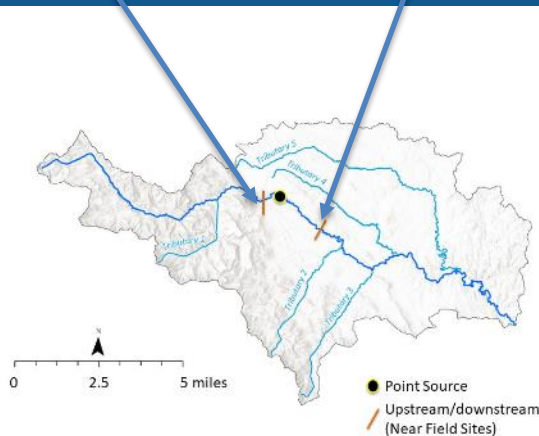 Tributary 5
Tributary 4
Tributary 1
Tributary 2
Tributary 3
N
0 2.5 5 miles
Point Source
Upstream/downstream
(Near Field Sites)